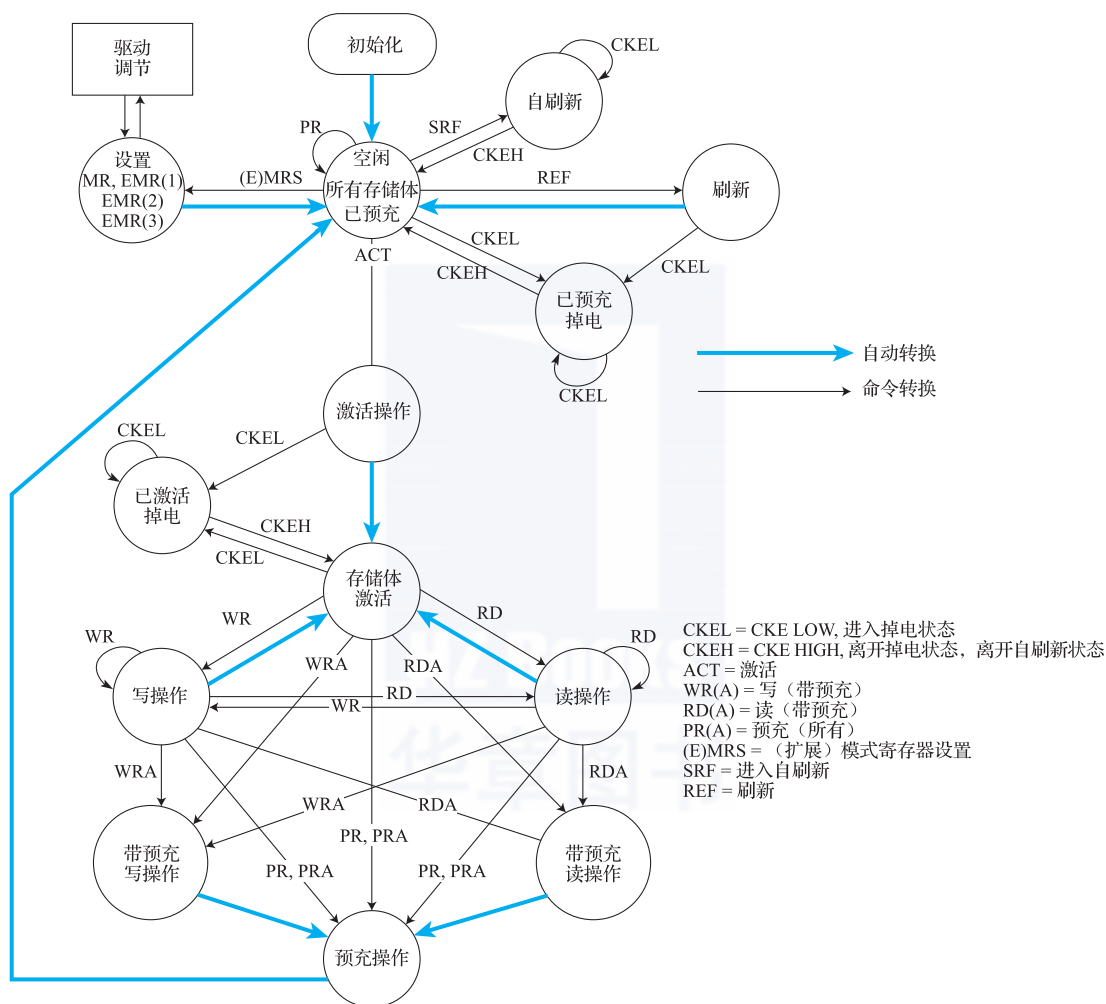 驱动
调节
初始化
CKEL
自刷新
PR
SRF
CKEH
设置
MR, EMR(1)
EMR(2)
EMR(3)
(E)MRS
空闲
所有存储体
已预充
REF
刷新
ACT
CKEL
CKEH
CKEL
已预充
掉电
CKEL
自动转换
命令转换
激活操作
CKEL
CKEL
已激活
掉电
CKEH
CKEL
存储体
激活
WR
RD
WR
WRA
RDA
RD
写操作
RD
WR
读操作
CKEL = CKE LOW, 进入掉电状态
CKEH = CKE HIGH, 离开掉电状态，离开自刷新状态
ACT = 激活
WR(A) = 写（带预充）
RD(A) = 读（带预充）
PR(A) = 预充（所有）
(E)MRS = （扩展）模式寄存器设置
SRF = 进入自刷新
REF = 刷新
WRA
RDA
WRA
RDA
PR, PRA
带预充
写操作
PR, PRA
PR, PRA
带预充
读操作
预充操作
华章图书